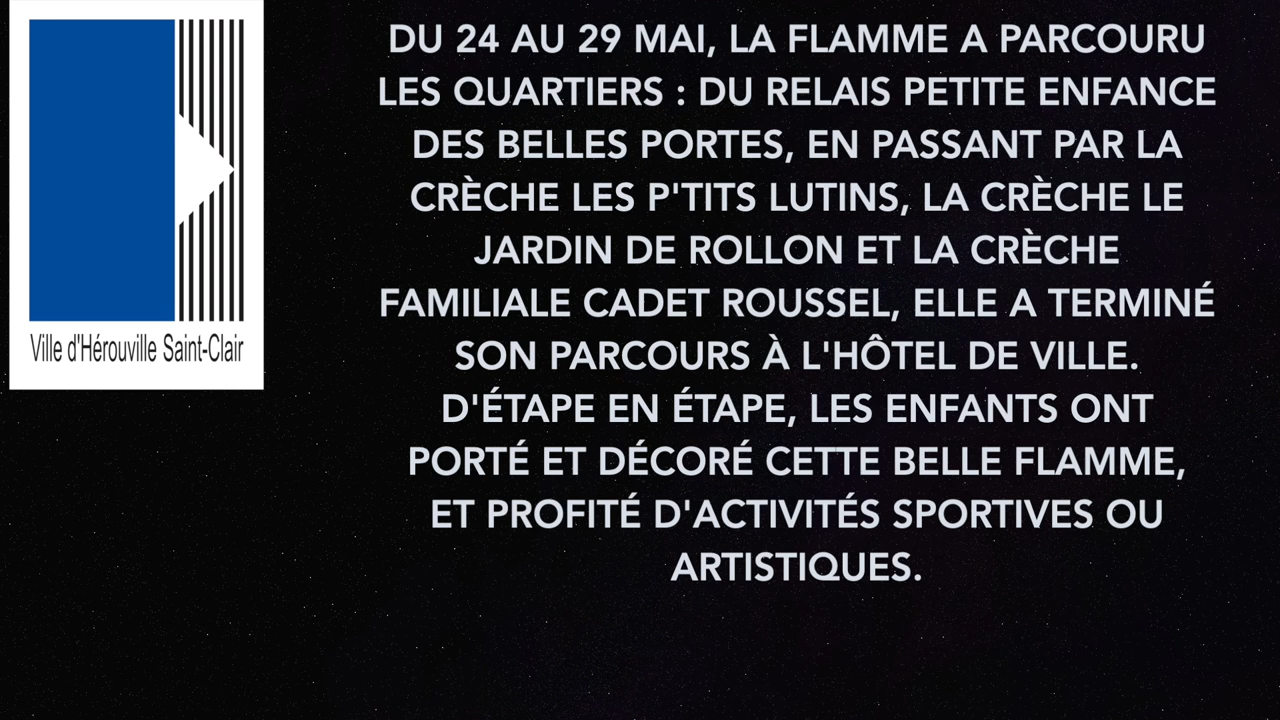 Ville d'Hérouville Saint-Clair
DU 24 AU 29 MAI, LA FLAMME A PARCOURU
LES QUARTIERS : DU RELAIS PETITE ENFANCE
DES BELLES PORTES, EN PASSANT PAR LA
CRÈCHE LES P'TITS LUTINS, LA CRÈCHE LE
JARDIN DE ROLLON ET LA CRÈCHE
FAMILIALE CADET ROUSSEL, ELLE A TERMINÉ
SON PARCOURS À L'HÔTEL DE VILLE.
D'ÉTAPE EN ÉTAPE, LES ENFANTS ONT
PORTÉ ET DÉCORÉ CETTE BELLE FLAMME,
ET PROFITÉ D'ACTIVITÉS SPORTIVES OU
ARTISTIQUES.